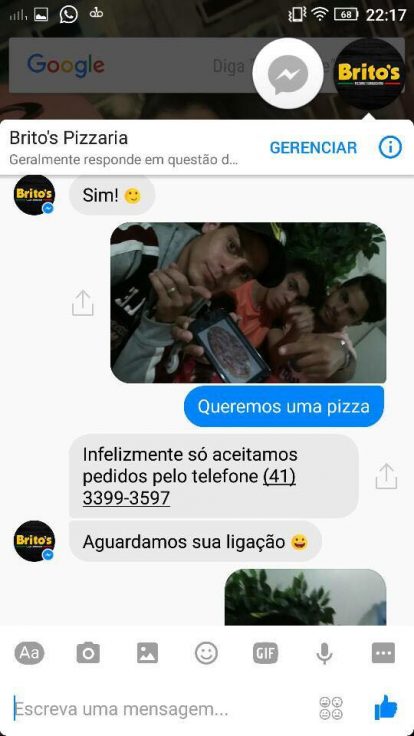 68 22:17
Google
Diga
Brito's
Brito's Pizzaria
Geralmente responde em questão d...
GERENCIAR
Brito's
Sim!
Queremos uma pizza
Infelizmente só aceitamos
pedidos pelo telefone (41)
3399-3597
Brito's
Aguardamos sua ligação
Aa
GIF
Escreva uma mensagem...